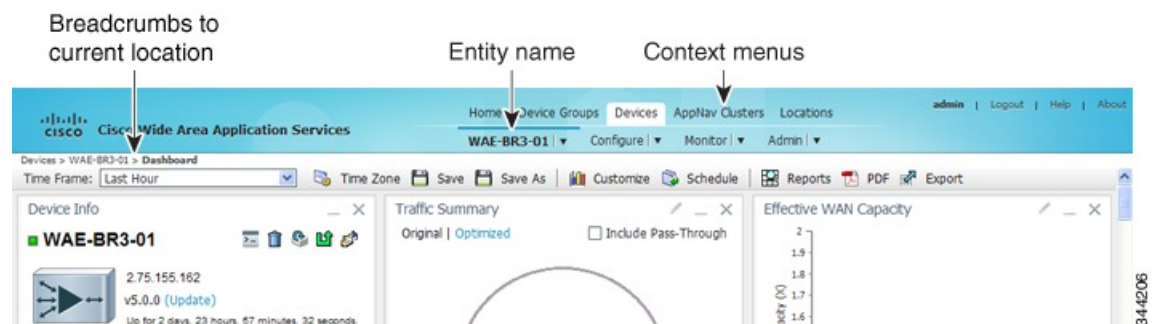 Breadcrumbs to
current location
Entity name
Context menus
Home Device Groups Devices AppNav Clusters Locations
admin | Logout | Help | About
CISCO Cisco Wide Area Application Services
WAE-BR3-01 | Configure | Monitor | Admin |
Devices > WAE-BR3-01 > Dashboard
Time Frame: Last Hour Time Zone Save Save As | Customize Schedule | Reports PDF Export
Device Info
Traffic Summary
Effective WAN Capacity
WAE-BR3-01
Original | Optimized Include Pass-Through
2.75.155.162
v5.0.0 (Update)
Up for 2 days, 23 hours, 57 minutes, 32 seconds.
2
1.9
1.8
1.7
1.6
(X)
344206